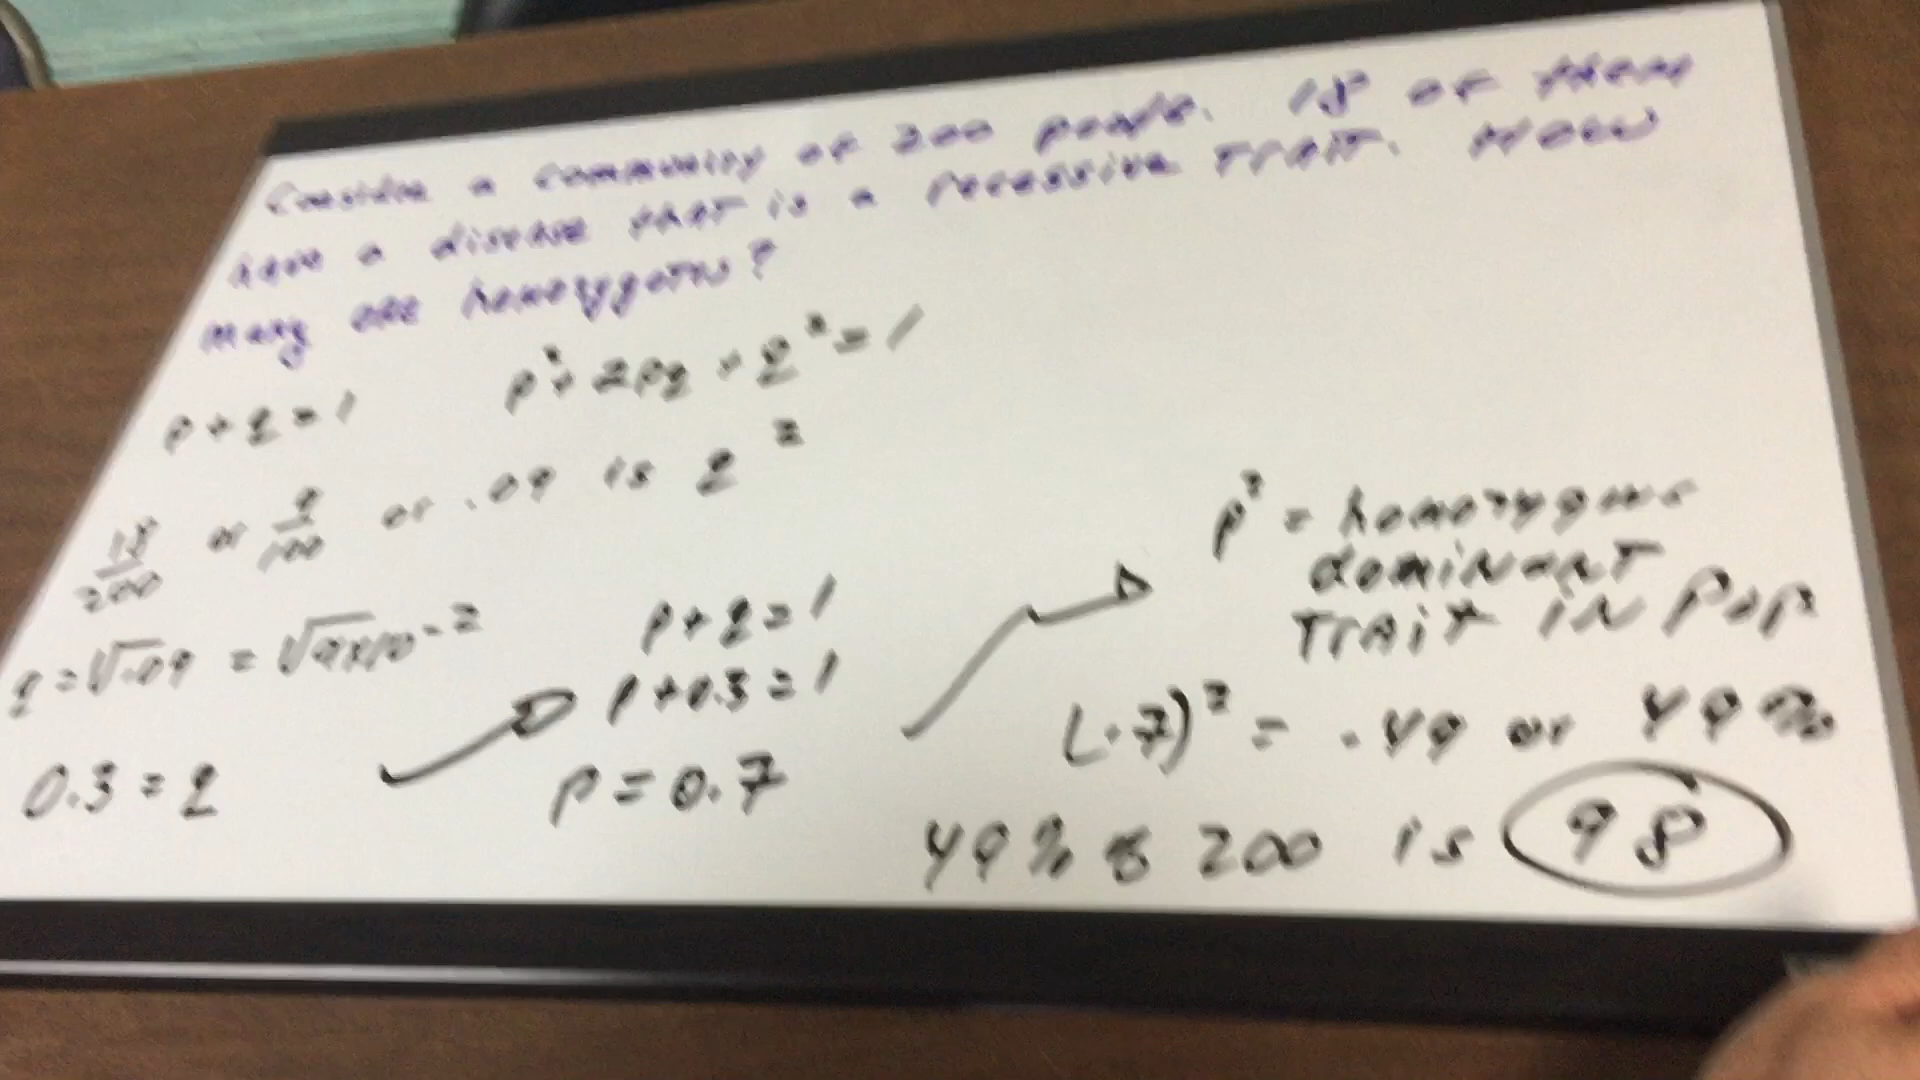 Consider a community of 200 people. 18 of them
have a disease that is a recessive trait. How
many are homozygotes?
p + q = 1
p² + 2pq + q² = 1
18/200 or 9/100 or .09 is q²
q = √.09 = √9x10⁻²
0.3 = q
p + q = 1
p + 0.3 = 1
p = 0.7
p² = homozygous
dominant
trait in pop
(.7)² = .49 or 49%
49% of 200 is 98